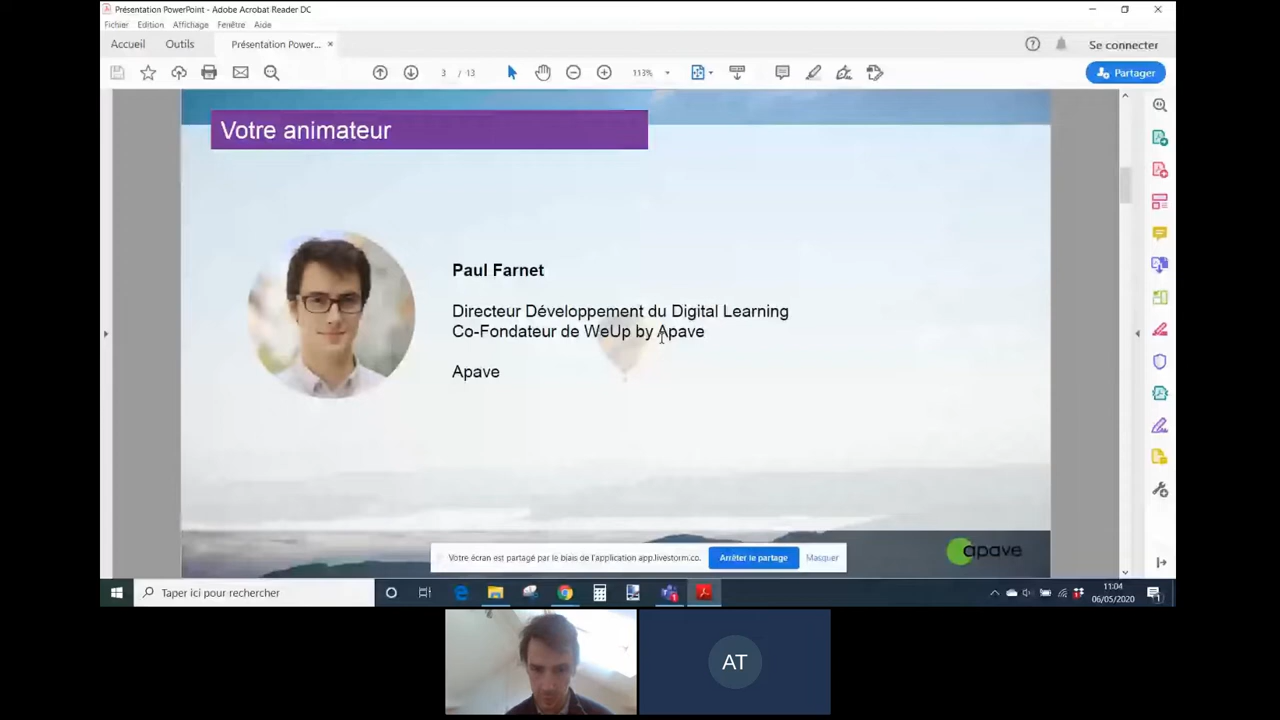 Présentation PowerPoint - Adobe Acrobat Reader DC
Fichier Edition Affichage Fenêtre Aide
Accueil Outils Présentation Power... × Se connecter
3 / 13 113% Partager
Votre animateur
Paul Farnet
Directeur Développement du Digital Learning
Co-Fondateur de WeUp by Apave
Apave
apave
Votre écran est partagé par le biais de l'application app.livestorm.co. Arrêter le partage Masquer
Taper ici pour rechercher
11:04
06/05/2020
AT